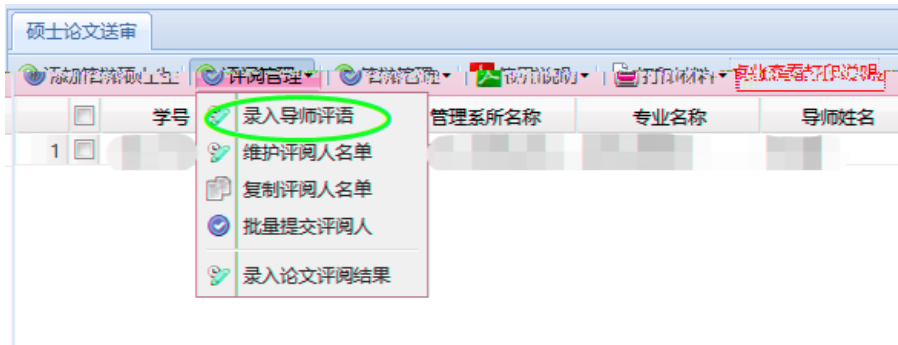 硕士论文送审
评阅管理
学号 管理系所名称 专业名称 导师姓名
录入导师评语
1
维护评阅人名单
复制评阅人名单
批量提交评阅人
录入论文评阅结果